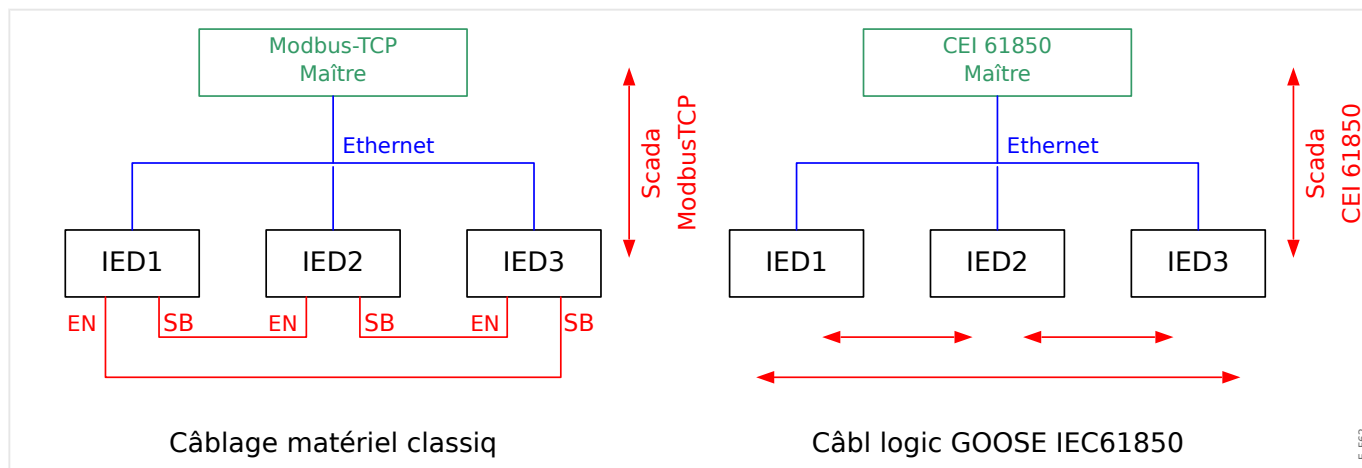 Modbus-TCP
Maître
Ethernet
Scada
ModbusTCP
IED1
IED2
IED3
EN
SB
EN
SB
EN
SB
Câblage matériel classiq
CEI 61850
Maître
Ethernet
Scada
CEI 61850
IED1
IED2
IED3
Câbl logic GOOSE IEC61850